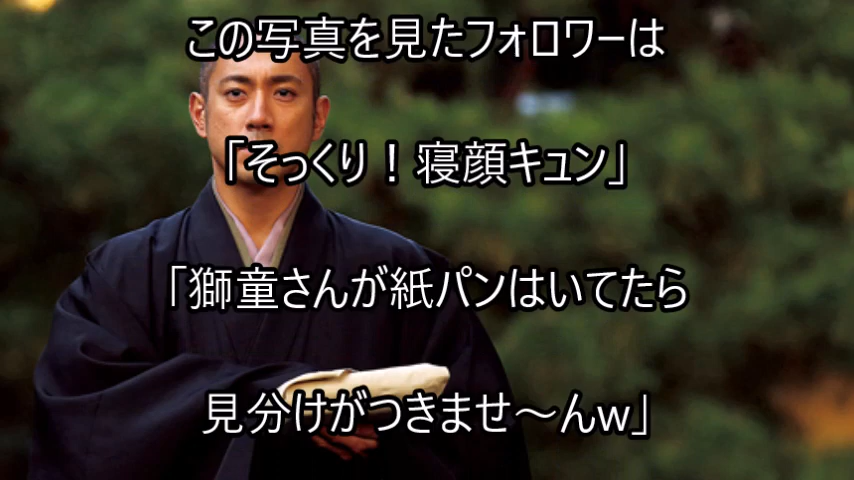 この写真を見たフォロワーは
「そっくり！寝顔キュン」
「獅童さんが紙パンはいてたら
見分けがつきませ～んw」